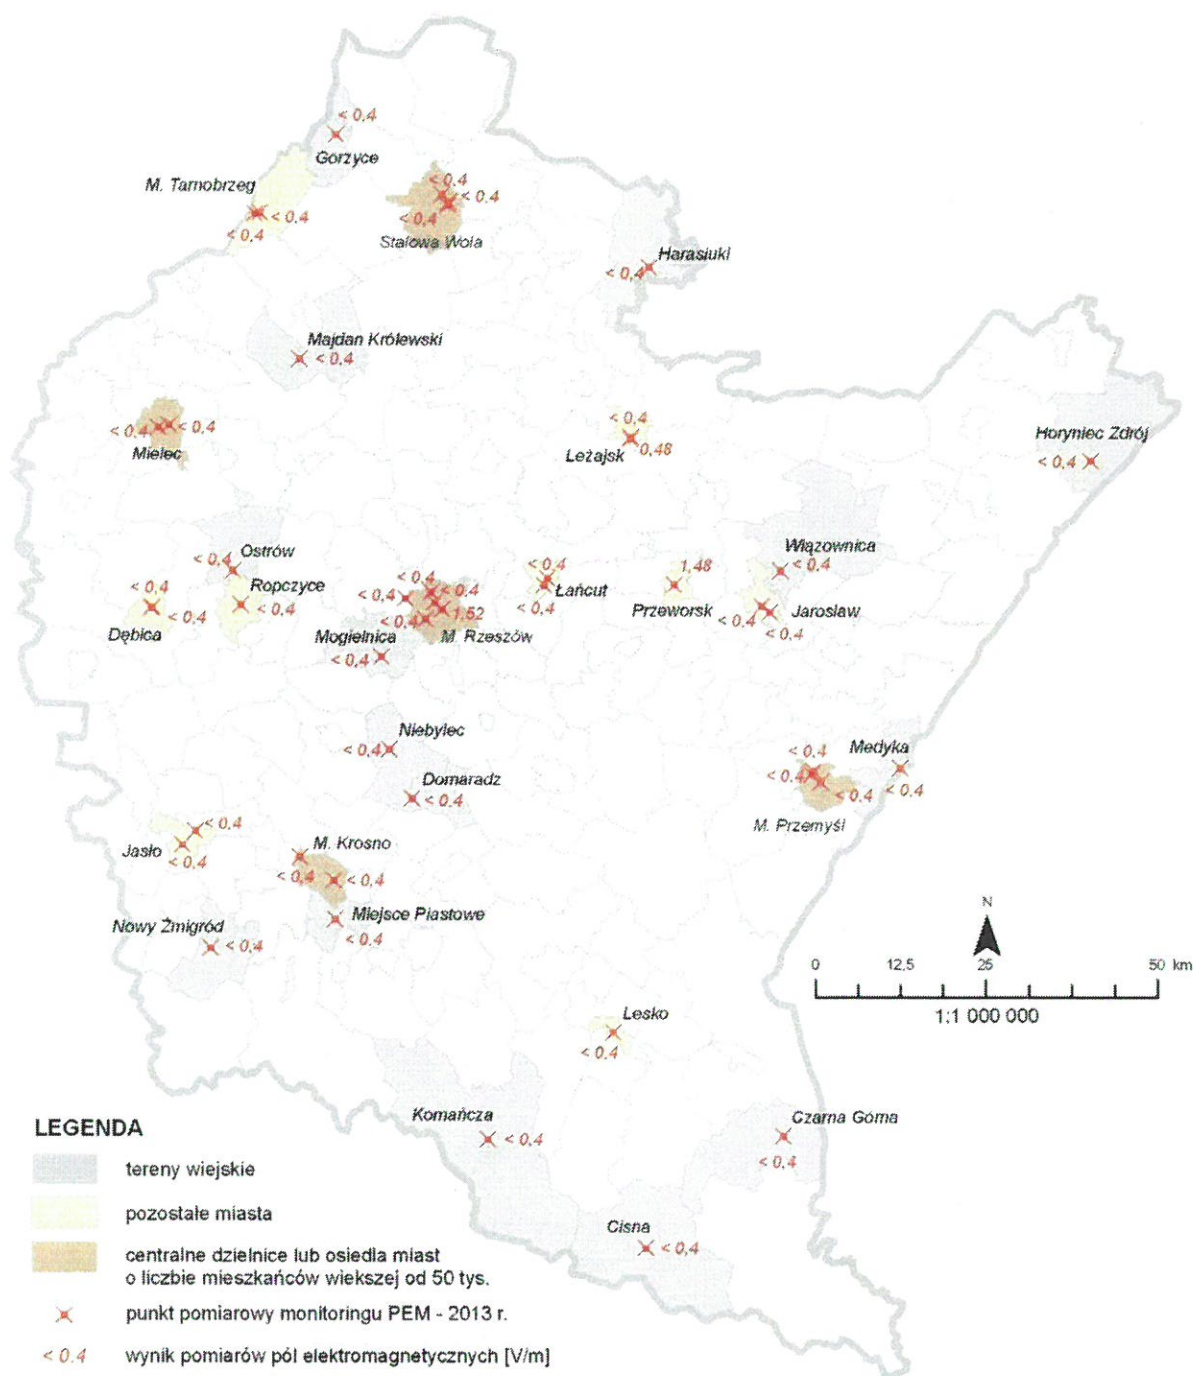 < 0.4
Gorzyce
M. Tarnobrzeg
< 0.4
< 0.4
< 0.4
< 0.4
< 0.4
Stalowa Wola
Harasiuki
< 0.4
Majdan Królewski
< 0.4
< 0.4
< 0.4
Mielec
< 0.4
Leżajsk
0,48
Horyniec Zdrój
< 0.4
Ostrów
< 0.4
Ropczyce
< 0.4
< 0.4
< 0.4
Dębica
< 0.4
< 0.4
< 0.4
< 0.4
1.52
M. Rzeszów
Mogielnica
< 0.4
< 0.4
Łańcut
< 0.4
1,48
Przeworsk
Wiązownica
< 0.4
Jarosław
< 0.4
< 0.4
Niebylec
< 0.4
Domaradz
< 0.4
< 0.4
Medyka
< 0.4
< 0.4
< 0.4
M. Przemyśl
< 0.4
Jasło
< 0.4
M. Krosno
< 0.4
< 0.4
Miejsce Piastowe
< 0.4
Nowy Żmigród
< 0.4
N
0 12,5 25 50 km
1:1 000 000
Lesko
< 0.4
Komańcza
< 0.4
Czarna Górna
< 0.4
Cisna
< 0,4
LEGENDA
tereny wiejskie
pozostałe miasta
centralne dzielnice lub osiedla miast
o liczbie mieszkańców wiekszej od 50 tys.
punkt pomiarowy monitoringu PEM - 2013 r.
< 0.4 wynik pomiarów pól elektromagnetycznych [V/m]